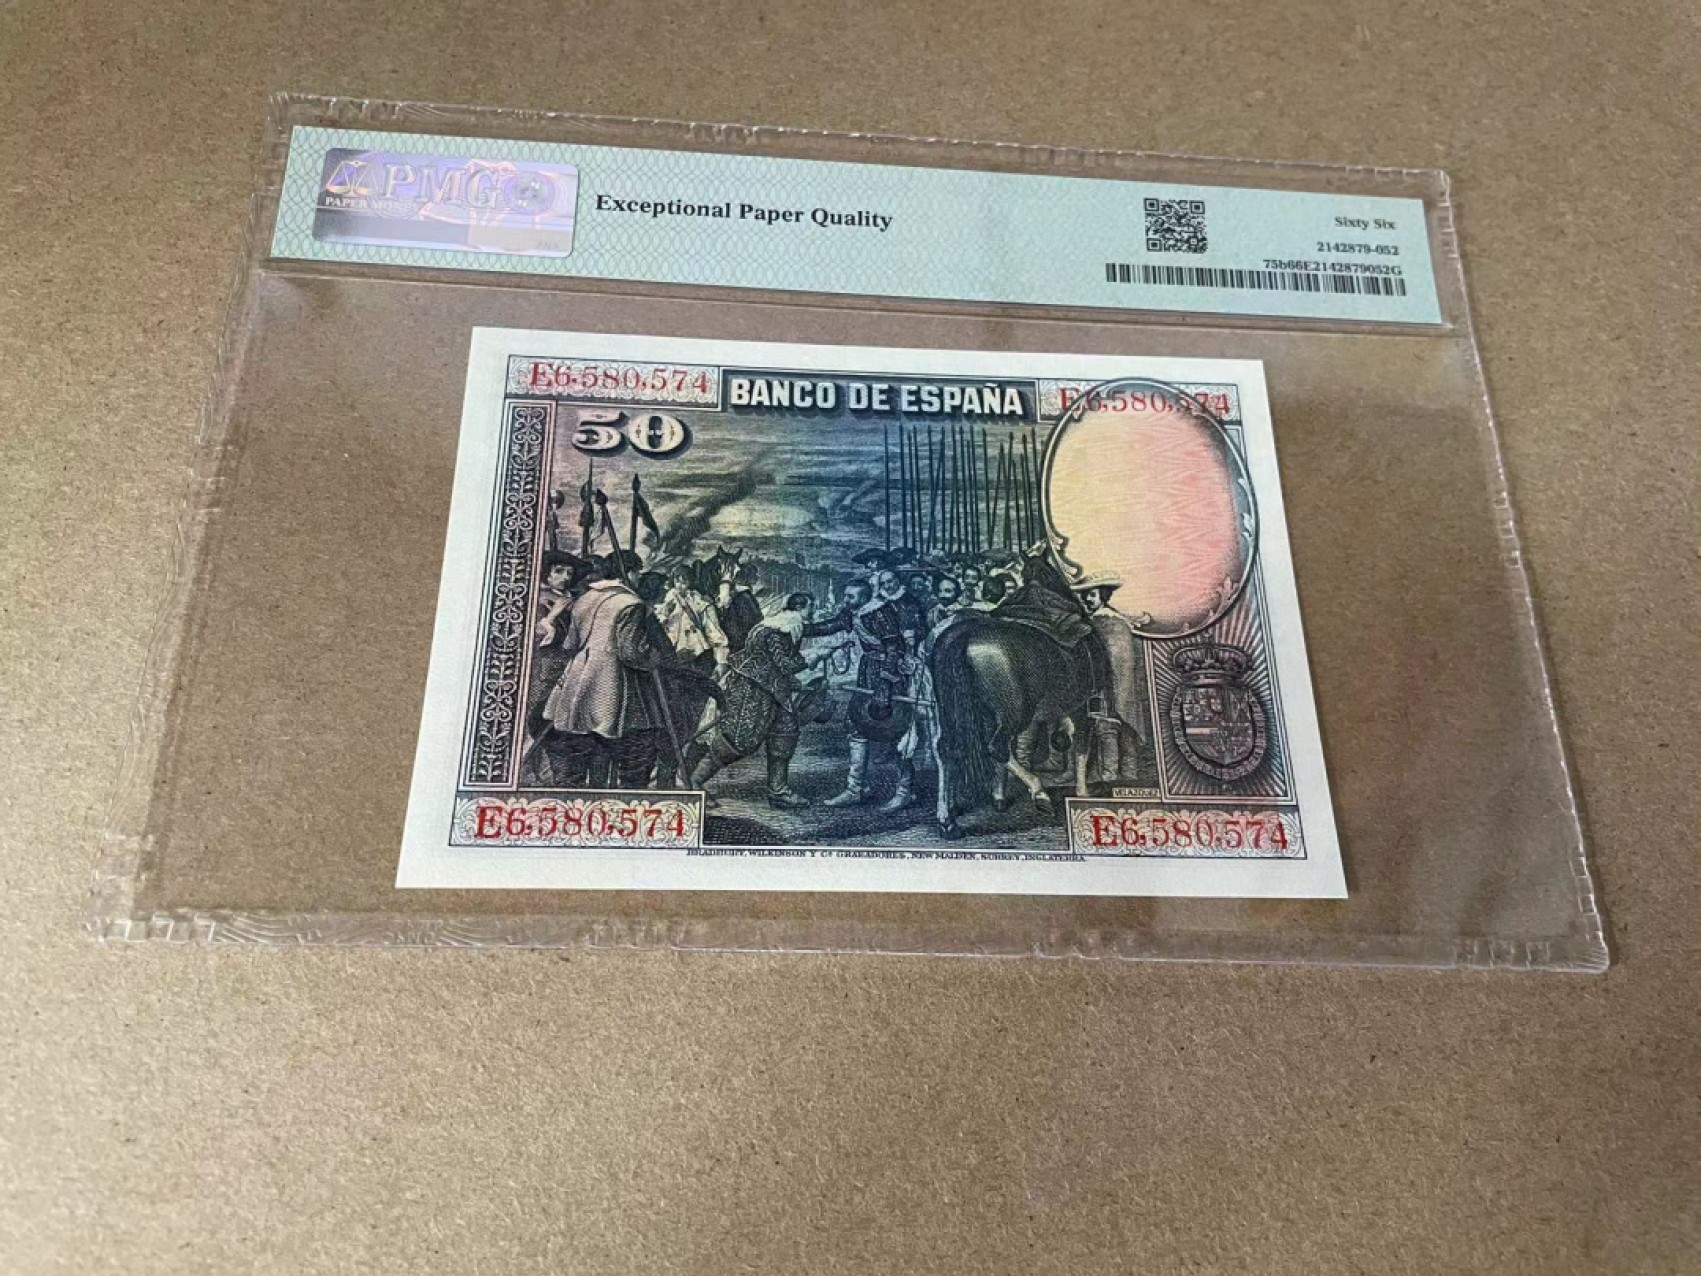 PMG
PAPER MONEY
Exceptional Paper Quality
Sixty Six
2142879-052
75b66E2142879052G
E6,580,574
BANCO DE ESPAÑA
E6,580,574
50
E6,580,574
E6,580,574
BRADBURY, WILKINSON Y Cª GRABADORES, NEW MALDEN, SURREY, INGLATERRA